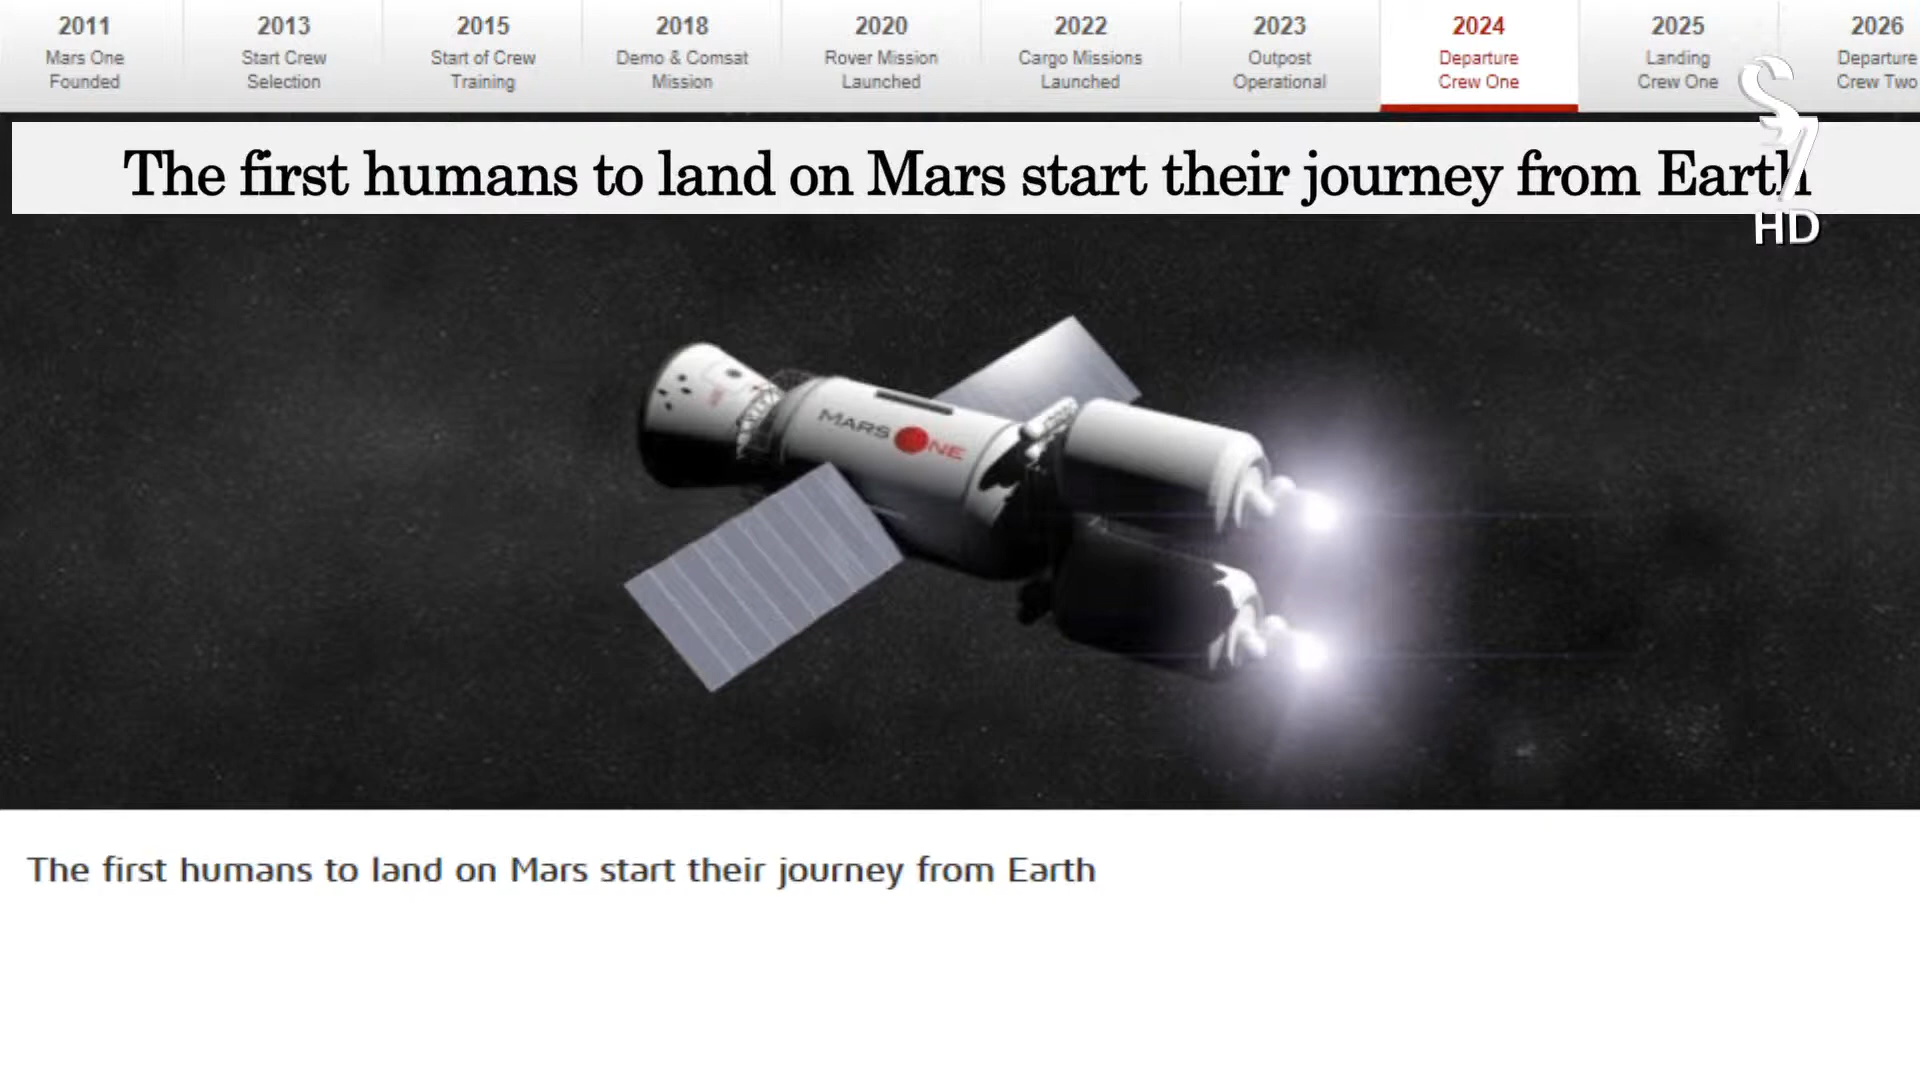 2011
Mars One
Founded
2013
Start Crew
Selection
2015
Start of Crew
Training
2018
Demo & Comsat
Mission
2020
Rover Mission
Launched
2022
Cargo Missions
Launched
2023
Outpost
Operational
2024
Departure
Crew One
2025
Landing
Crew One
2026
Departure
Crew Two
The first humans to land on Mars start their journey from Earth
S7
HD
MARS ONE
The first humans to land on Mars start their journey from Earth